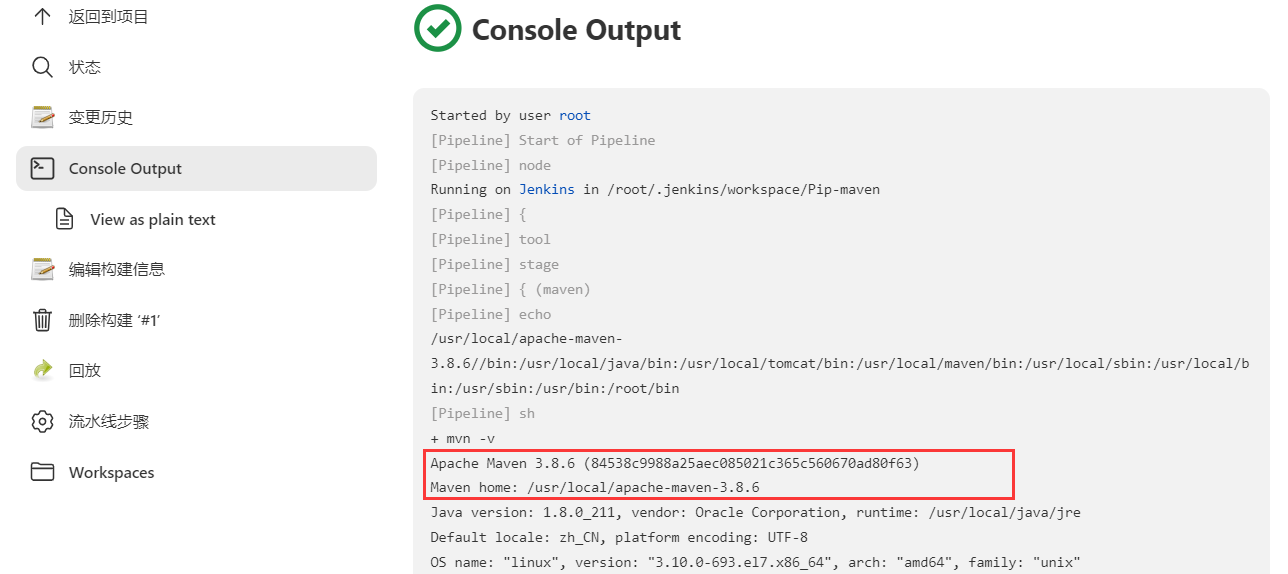 返回到项目
状态
变更历史
Console Output
View as plain text
编辑构建信息
删除构建 ‘#1’
回放
流水线步骤
Workspaces
Console Output
Started by user root
[Pipeline] Start of Pipeline
[Pipeline] node
Running on Jenkins in /root/.jenkins/workspace/Pip-maven
[Pipeline] {
[Pipeline] tool
[Pipeline] stage
[Pipeline] { (maven)
[Pipeline] echo
/usr/local/apache-maven-
3.8.6//bin:/usr/local/java/bin:/usr/local/tomcat/bin:/usr/local/maven/bin:/usr/local/sbin:/usr/local/b
in:/usr/sbin:/usr/bin:/root/bin
[Pipeline] sh
+ mvn -v
Apache Maven 3.8.6 (84538c9988a25aec085021c365c560670ad80f63)
Maven home: /usr/local/apache-maven-3.8.6
Java version: 1.8.0_211, vendor: Oracle Corporation, runtime: /usr/local/java/jre
Default locale: zh_CN, platform encoding: UTF-8
OS name: "linux", version: "3.10.0-693.el7.x86_64", arch: "amd64", family: "unix"